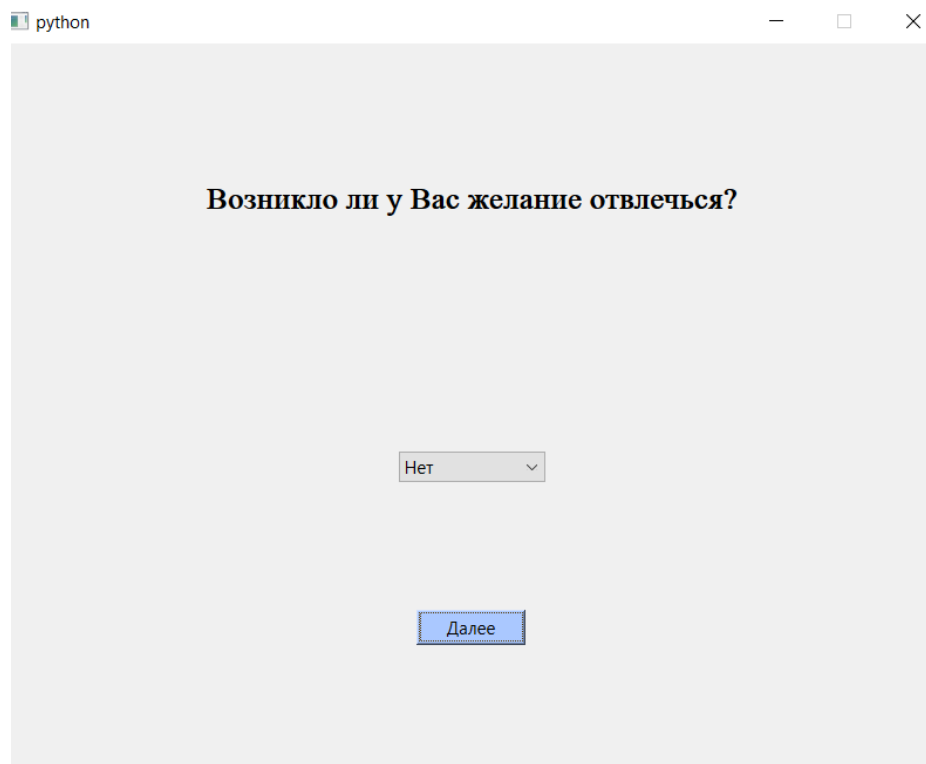 python
Возникло ли у Вас желание отвлечься?
Нет
Далее